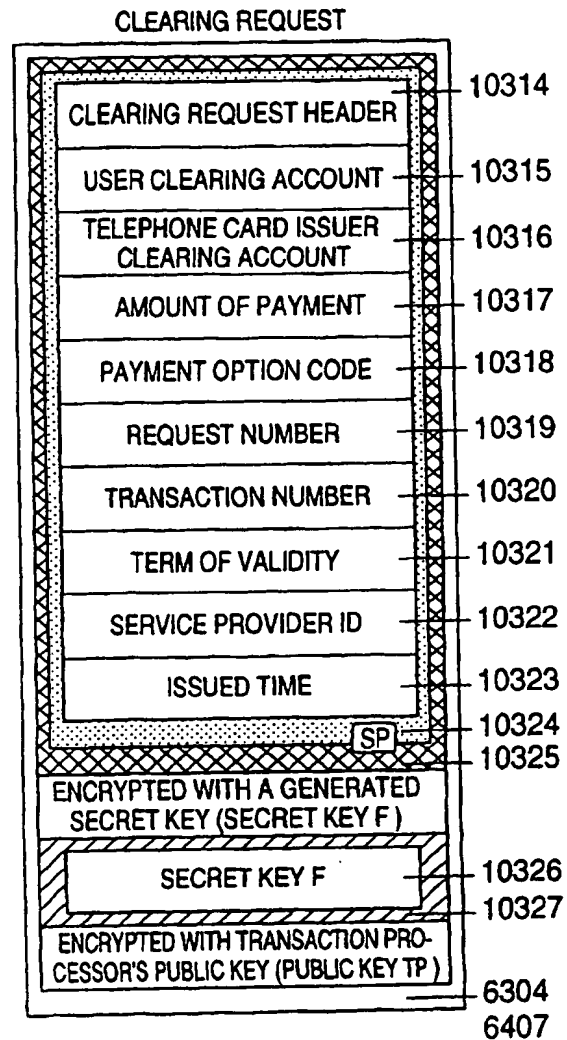 CLEARING REQUEST
CLEARING REQUEST HEADER 10314
USER CLEARING ACCOUNT 10315
TELEPHONE CARD ISSUER
CLEARING ACCOUNT 10316
AMOUNT OF PAYMENT 10317
PAYMENT OPTION CODE 10318
REQUEST NUMBER 10319
TRANSACTION NUMBER 10320
TERM OF VALIDITY 10321
SERVICE PROVIDER ID 10322
ISSUED TIME 10323
SP 10324
10325
ENCRYPTED WITH A GENERATED
SECRET KEY (SECRET KEY F)
SECRET KEY F 10326
10327
ENCRYPTED WITH TRANSACTION PRO-
CESSOR'S PUBLIC KEY (PUBLIC KEY TP)
6304
6407